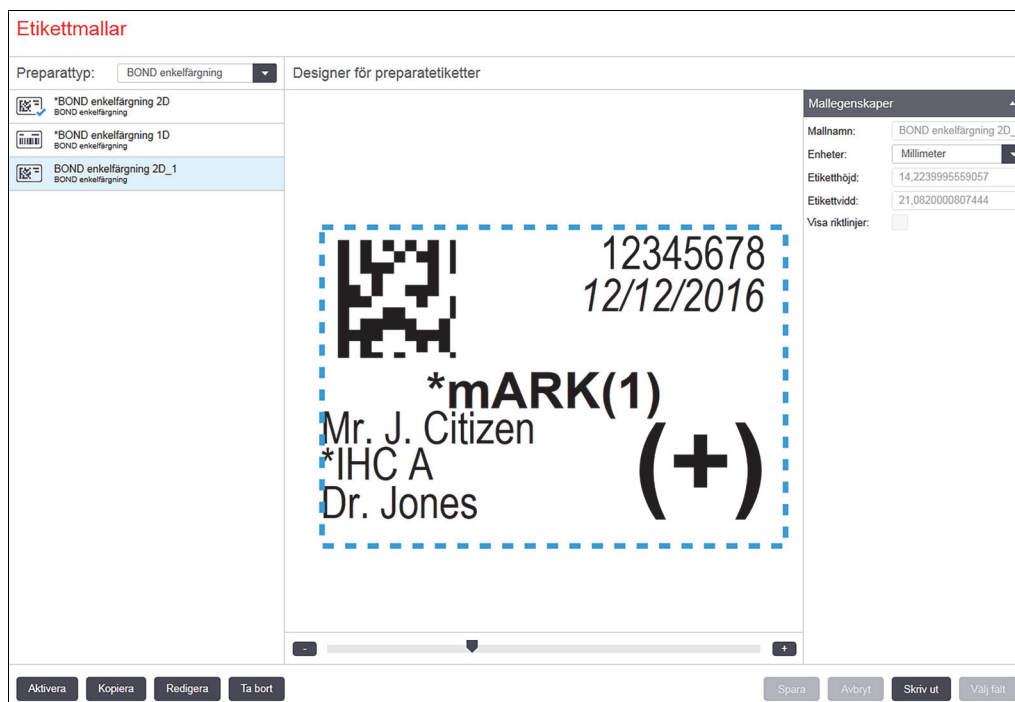 Etikettmallar
Preparattyp: BOND enkelfärgning
Designer för preparatetiketter
*BOND enkelfärgning 2D
BOND enkelfärgning
*BOND enkelfärgning 1D
BOND enkelfärgning
BOND enkelfärgning 2D_1
BOND enkelfärgning
12345678
12/12/2016
*mARK(1)
Mr. J. Citizen
*IHC A
Dr. Jones
(+)
Mallegenskaper
Mallnamn: BOND enkelfärgning 2D_
Enheter: Millimeter
Etiketthöjd: 14,2239995559057
Etikettvidd: 21,0820000807444
Visa riktlinjer:
- +
Aktivera Kopiera Redigera Ta bort Spara Avbryt Skriv ut Välj fält